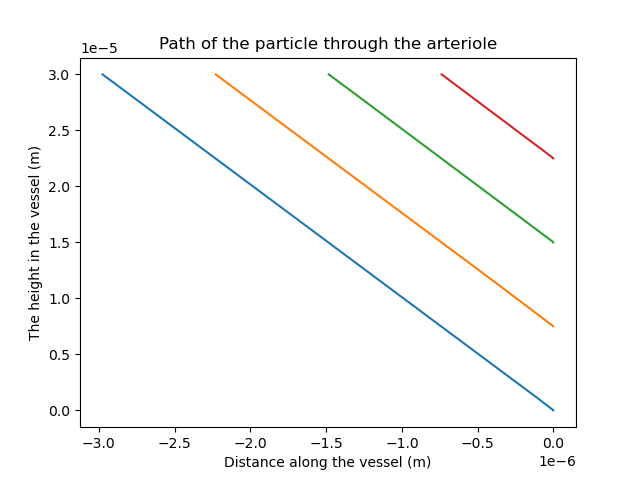 Path of the particle through the arteriole
1e−5
3.0
2.5
2.0
1.5
1.0
0.5
0.0
The height in the vessel (m)
−3.0 −2.5 −2.0 −1.5 −1.0 −0.5 0.0
1e−6
Distance along the vessel (m)